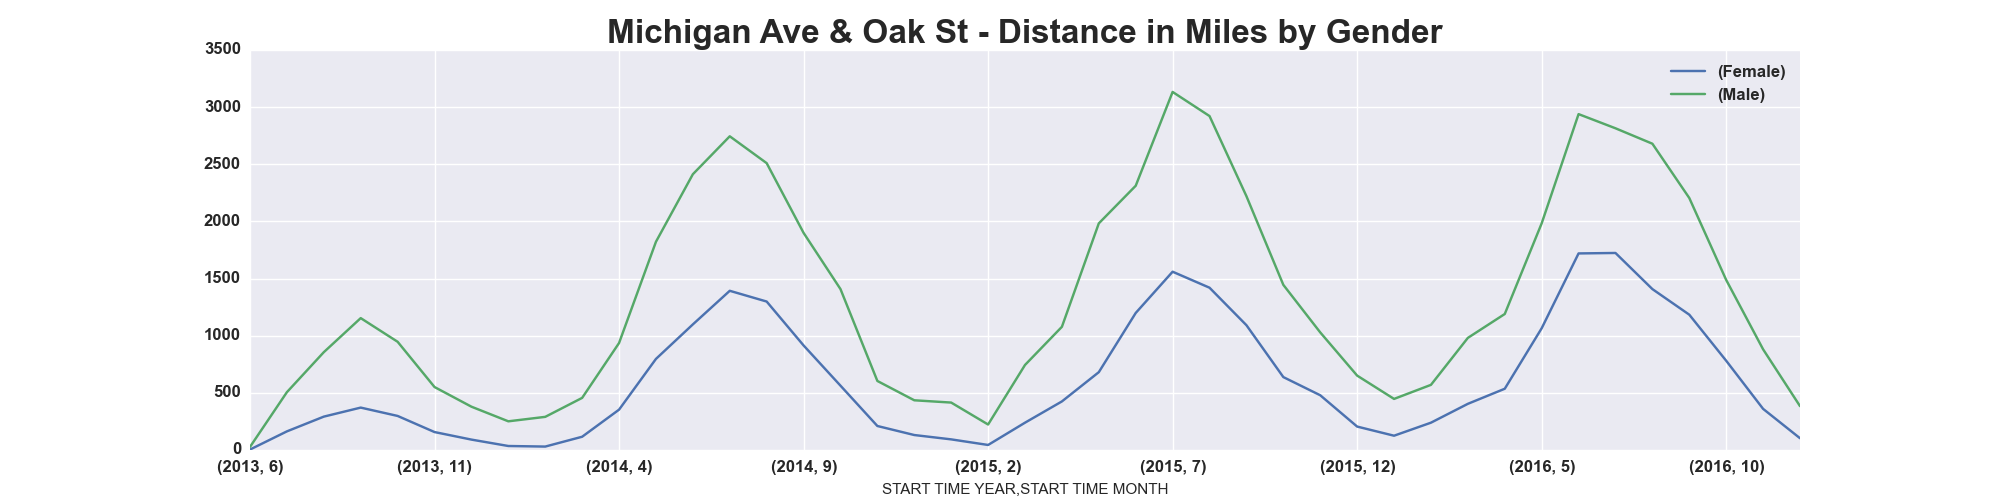 Michigan Ave & Oak St - Distance in Miles by Gender
3500
3000
2500
2000
1500
1000
500
0
(Female)
(Male)
(2013, 6) (2013, 11) (2014, 4) (2014, 9) (2015, 2) (2015, 7) (2015, 12) (2016, 5) (2016, 10)
START TIME YEAR,START TIME MONTH